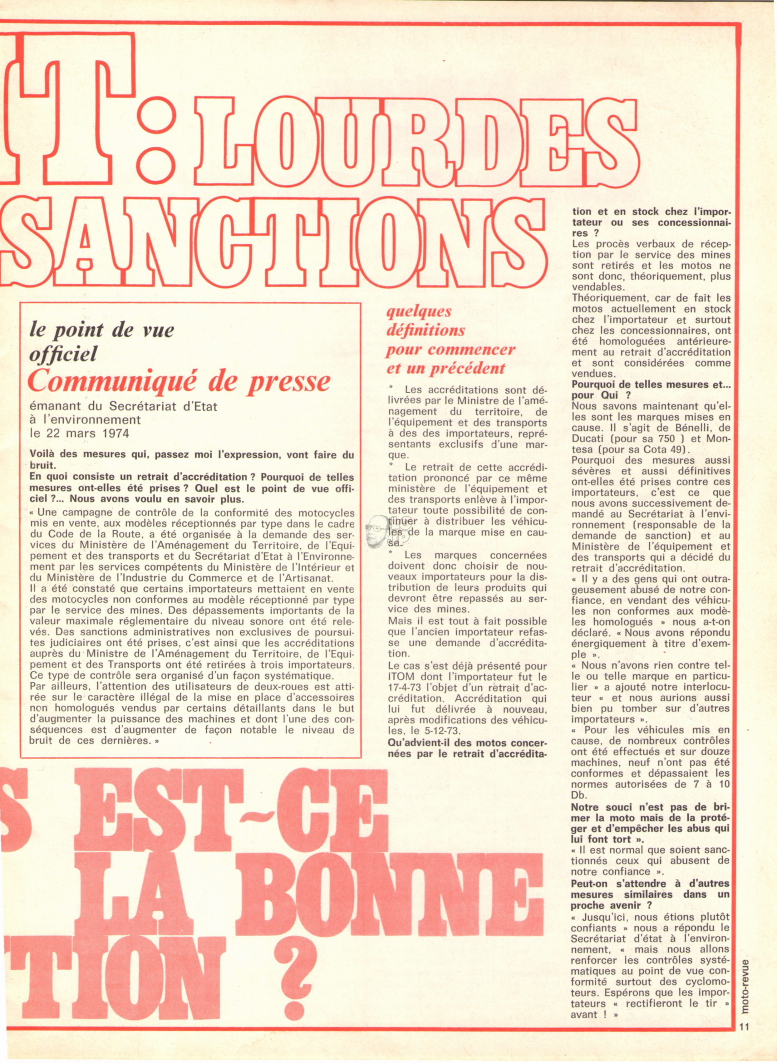 IT: LOURDES
SANCTIONS
le point de vue
officiel
Communiqué de presse
émanant du Secrétariat d'Etat
à l'environnement
le 22 mars 1974
Voilà des mesures qui, passez moi l'expression, vont faire du
bruit.
En quoi consiste un retrait d'accréditation ? Pourquoi de telles
mesures ont-elles été prises ? Quel est le point de vue offi-
ciel ?... Nous avons voulu en savoir plus.
« Une campagne de contrôle de la conformité des motocycles
mis en vente, aux modèles réceptionnés par type dans le cadre
du Code de la Route, a été organisée à la demande des ser-
vices du Ministère de l'Aménagement du Territoire, de l'Equi-
pement et des transports et du Secrétariat d'Etat à l'Environne-
ment par les services compétents du Ministère de l'Intérieur et
du Ministère de l'Industrie du Commerce et de l'Artisanat.
Il a été constaté que certains importateurs mettaient en vente
des motocycles non conformes au modèle réceptionné par type
par le service des mines. Des dépassements importants de la
valeur maximale réglementaire du niveau sonore ont été rele-
vés. Des sanctions administratives non exclusives de poursui-
tes judiciaires ont été prises, c'est ainsi que les accréditations
auprès du Ministre de l'Aménagement du Territoire, de l'Equi-
pement et des Transports ont été retirées à trois importateurs.
Ce type de contrôle sera organisé d'un façon systématique.
Par ailleurs, l'attention des utilisateurs de deux-roues est atti-
rée sur le caractère illégal de la mise en place d'accessoires
non homologués vendus par certains détaillants dans le but
d'augmenter la puissance des machines et dont l'une des con-
séquences est d'augmenter de façon notable le niveau de
bruit de ces dernières. »
quelques
définitions
pour commencer
et un précédent
* Les accréditations sont dé-
livrées par le Ministre de l'amé-
nagement du territoire, de
l'équipement et des transports
à des des importateurs, repré-
sentants exclusifs d'une mar-
que.
* Le retrait de cette accrédi-
tation prononcé par ce même
ministère de l'équipement et
des transports enlève à l'impor-
tateur toute possibilité de con-
tinuer à distribuer les véhicu-
les de la marque mise en cau-
se.
* Les marques concernées
doivent donc choisir de nou-
veaux importateurs pour la dis-
tribution de leurs produits qui
devront être repassés au ser-
vice des mines.
Mais il est tout à fait possible
que l'ancien importateur refas-
se une demande d'accrédita-
tion.
Le cas s'est déjà présenté pour
ITOM dont l'importateur fut le
17-4-73 l'objet d'un retrait d'ac-
créditation. Accréditation qui
lui fut délivrée à nouveau,
après modifications des véhicu-
les, le 5-12-73.
Qu'advient-il des motos concer-
nées par le retrait d'accrédita-
tion et en stock chez l'impor-
tateur ou ses concessionnai-
res ?
Les procès verbaux de récep-
tion par le service des mines
sont retirés et les motos ne
sont donc, théoriquement, plus
vendables.
Théoriquement, car de fait les
motos actuellement en stock
chez l'importateur et surtout
chez les concessionnaires, ont
été homologuées antérieure-
ment au retrait d'accréditation
et sont considérées comme
vendues.
Pourquoi de telles mesures et...
pour Qui ?
Nous savons maintenant qu'el-
les sont les marques mises en
cause. Il s'agit de Bénelli, de
Ducati (pour sa 750 ) et Mon-
tesa (pour sa Cota 49).
Pourquoi des mesures aussi
sévères et aussi définitives
ont-elles été prises contre ces
importateurs, c'est ce que
nous avons successivement de-
mandé au Secrétariat à l'envi-
ronnement (responsable de la
demande de sanction) et au
Ministère de l'équipement et
des transports qui a décidé du
retrait d'accréditation.
« Il y a des gens qui ont outra-
geusement abusé de notre con-
fiance, en vendant des véhicu-
les non conformes aux modè-
les homologués » nous a-t-on
déclaré. « Nous avons répondu
énergiquement à titre d'exem-
ple ».
« Nous n'avons rien contre tel-
le ou telle marque en particu-
lier » a ajouté notre interlocu-
teur « et nous aurions aussi
bien pu tomber sur d'autres
importateurs ».
« Pour les véhicules mis en
cause, de nombreux contrôles
ont été effectués et sur douze
machines, neuf n'ont pas été
conformes et dépassaient les
normes autorisées de 7 à 10
Db.
Notre souci n'est pas de bri-
mer la moto mais de la proté-
ger et d'empêcher les abus qui
lui font tort ».
« Il est normal que soient sanc-
tionnés ceux qui abusent de
notre confiance ».
Peut-on s'attendre à d'autres
mesures similaires dans un
proche avenir ?
« Jusqu'ici, nous étions plutôt
confiants » nous a répondu le
Secrétariat d'état à l'environ-
nement, « mais nous allons
renforcer les contrôles systé-
matiques au point de vue con-
formité surtout des cyclomo-
teurs. Espérons que les impor-
tateurs « rectifieront le tir »
avant ! »
S EST-CE
LA BONNE
TION ?
moto-revue
11